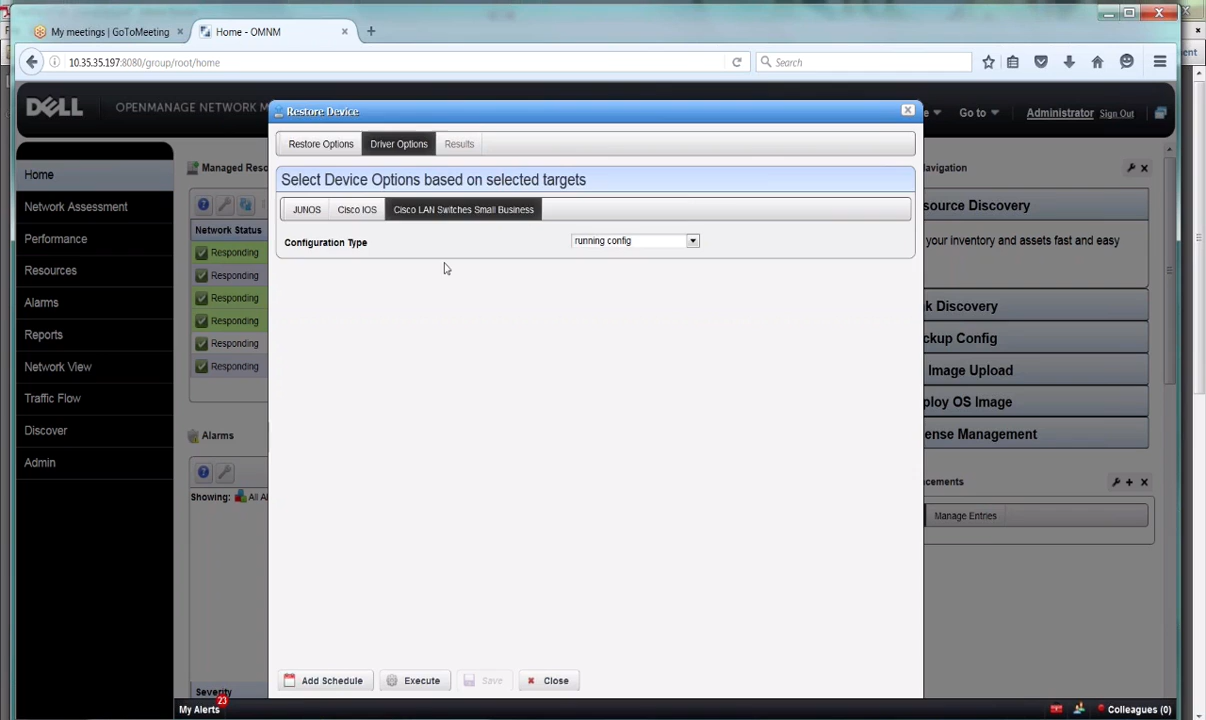 My meetings | GoToMeeting
Home - OMNM
10.35.35.197:8080/group/root/home
Search
DELL
OPENMANAGE NETWORK M
Go to
Administrator
Sign Out
Restore Device
Restore Options
Driver Options
Results
Select Device Options based on selected targets
JUNOS
Cisco IOS
Cisco LAN Switches Small Business
Configuration Type
running config
Home
Network Assessment
Performance
Resources
Alarms
Reports
Network View
Traffic Flow
Discover
Admin
Managed Reso
Network Status
Responding
Responding
Responding
Responding
Responding
Responding
Alarms
Showing: All Al
Severity
avigation
source Discovery
your inventory and assets fast and easy
k Discovery
ckup Config
Image Upload
ploy OS Image
ense Management
ncements
Manage Entries
Add Schedule
Execute
Save
Close
My Alerts
23
Colleagues (0)